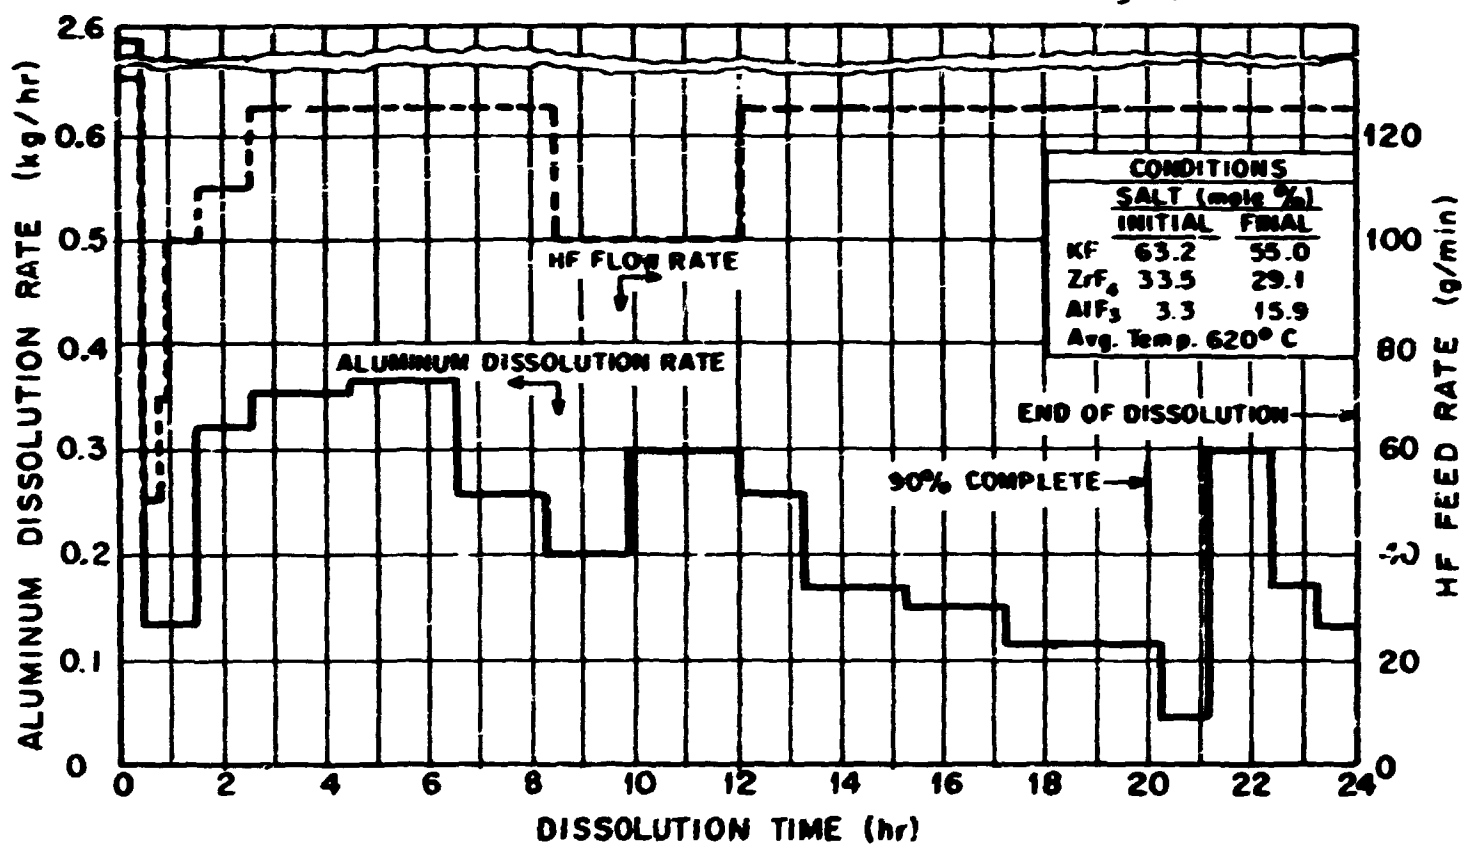 2.6
0.6
0.5
0.4
0.3
0.2
0.1
0
ALUMINUM DISSOLUTION RATE (kg/hr)
120
100
80
60
40
20
0
HF FEED RATE (g/min)
CONDITIONS
SALT (mole %)
INITIAL FINAL
KF 63.2 55.0
ZrF₄ 33.5 29.1
AlF₃ 3.3 15.9
Avg. Temp. 620° C
HF FLOW RATE
ALUMINUM DISSOLUTION RATE
END OF DISSOLUTION
90% COMPLETE
0 2 4 6 8 10 12 14 16 18 20 22 24
DISSOLUTION TIME (hr)